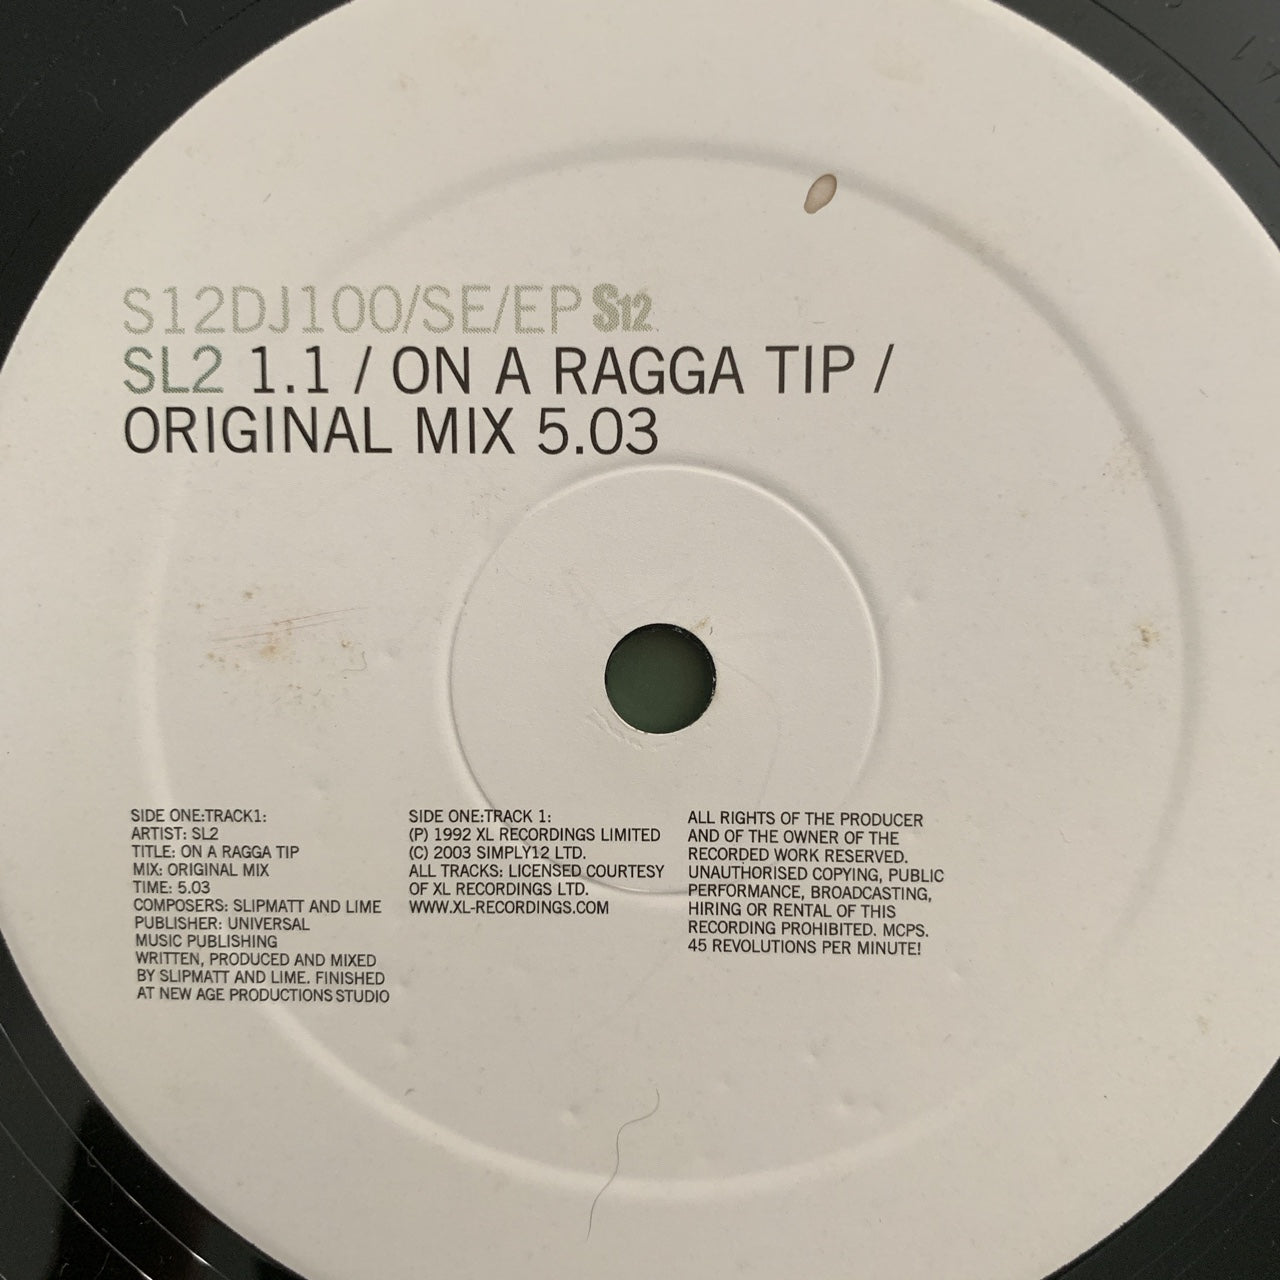 S12DJ100/SE/EP S12
SL2 1.1 / ON A RAGGA TIP /
ORIGINAL MIX 5.03
SIDE ONE:TRACK1:
ARTIST: SL2
TITLE: ON A RAGGA TIP
MIX: ORIGINAL MIX
TIME: 5.03
COMPOSERS: SLIPMATT AND LIME
PUBLISHER: UNIVERSAL
MUSIC PUBLISHING
WRITTEN, PRODUCED AND MIXED
BY SLIPMATT AND LIME. FINISHED
AT NEW AGE PRODUCTIONS STUDIO
SIDE ONE:TRACK 1:
(P) 1992 XL RECORDINGS LIMITED
(C) 2003 SIMPLY12 LTD.
ALL TRACKS: LICENSED COURTESY
OF XL RECORDINGS LTD.
WWW.XL-RECORDINGS.COM
ALL RIGHTS OF THE PRODUCER
AND OF THE OWNER OF THE
RECORDED WORK RESERVED.
UNAUTHORISED COPYING, PUBLIC
PERFORMANCE, BROADCASTING,
HIRING OR RENTAL OF THIS
RECORDING PROHIBITED. MCPS.
45 REVOLUTIONS PER MINUTE!